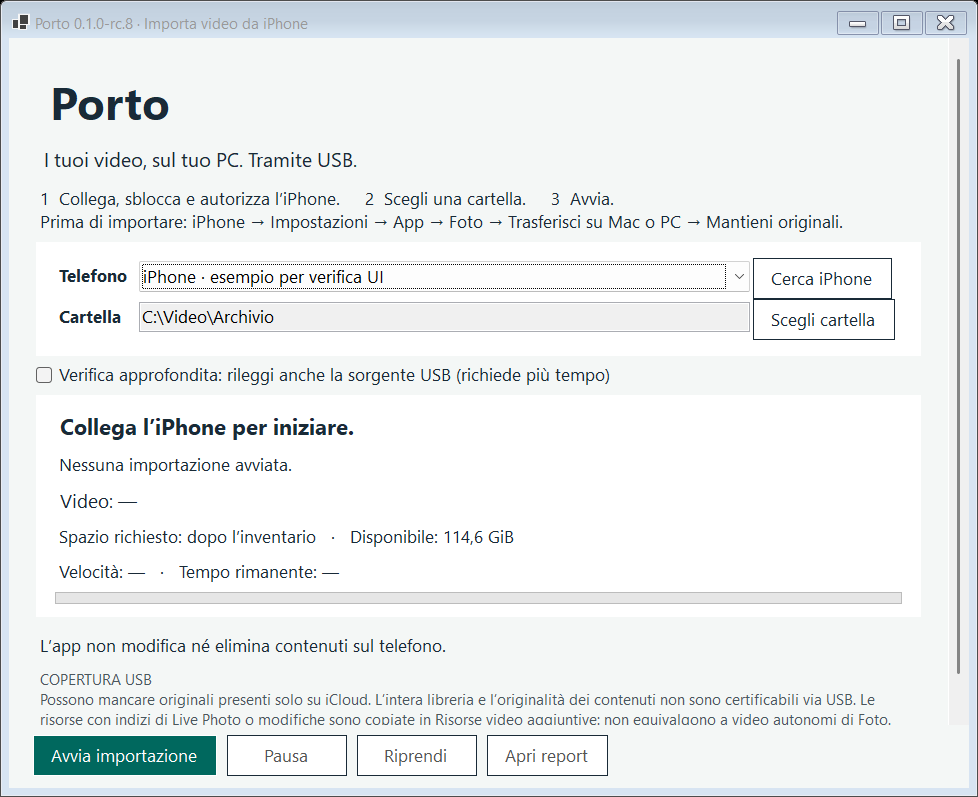 Porto 0.1.0-rc.8 · Importa video da iPhone
Porto
I tuoi video, sul tuo PC. Tramite USB.
1 Collega, sblocca e autorizza l’iPhone. 2 Scegli una cartella. 3 Avvia.
Prima di importare: iPhone → Impostazioni → App → Foto → Trasferisci su Mac o PC → Mantieni originali.
Telefono iPhone · esempio per verifica UI Cerca iPhone
Cartella C:\Video\Archivio Scegli cartella
Verifica approfondita: rileggi anche la sorgente USB (richiede più tempo)
Collega l’iPhone per iniziare.
Nessuna importazione avviata.
Video: —
Spazio richiesto: dopo l’inventario · Disponibile: 114,6 GiB
Velocità: — · Tempo rimanente: —
L’app non modifica né elimina contenuti sul telefono.
COPERTURA USB
Possono mancare originali presenti solo su iCloud. L’intera libreria e l’originalità dei contenuti non sono certificabili via USB. Le
risorse con indizi di Live Photo o modifiche sono copiate in Risorse video aggiuntive: non equivalgono a video autonomi di Foto.
Avvia importazione Pausa Riprendi Apri report